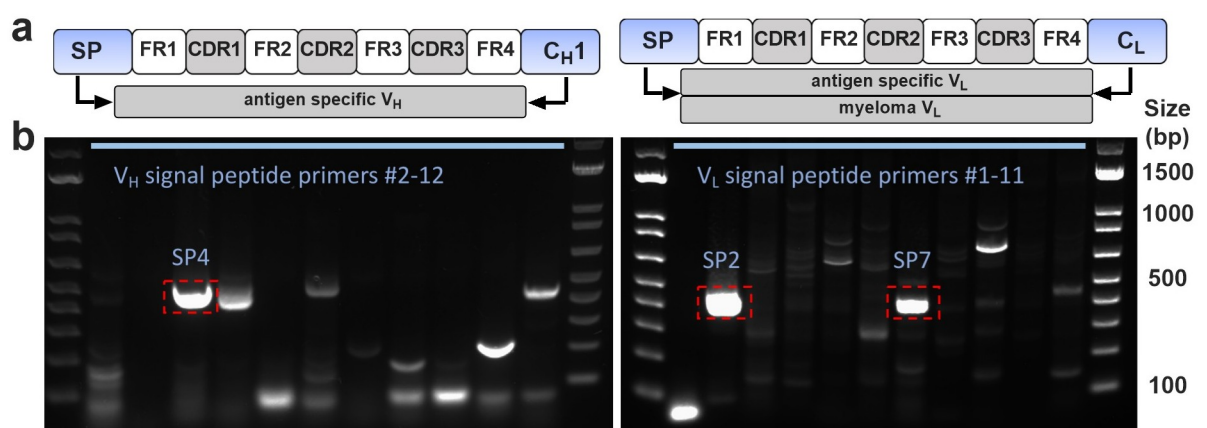 a
SP FR1 CDR1 FR2 CDR2 FR3 CDR3 FR4 CH1
antigen specific VH
SP FR1 CDR1 FR2 CDR2 FR3 CDR3 FR4 CL
antigen specific VL
myeloma VL
b
VH signal peptide primers #2-12
SP4
VL signal peptide primers #1-11
SP2 SP7
Size
(bp)
1500
1000
500
100